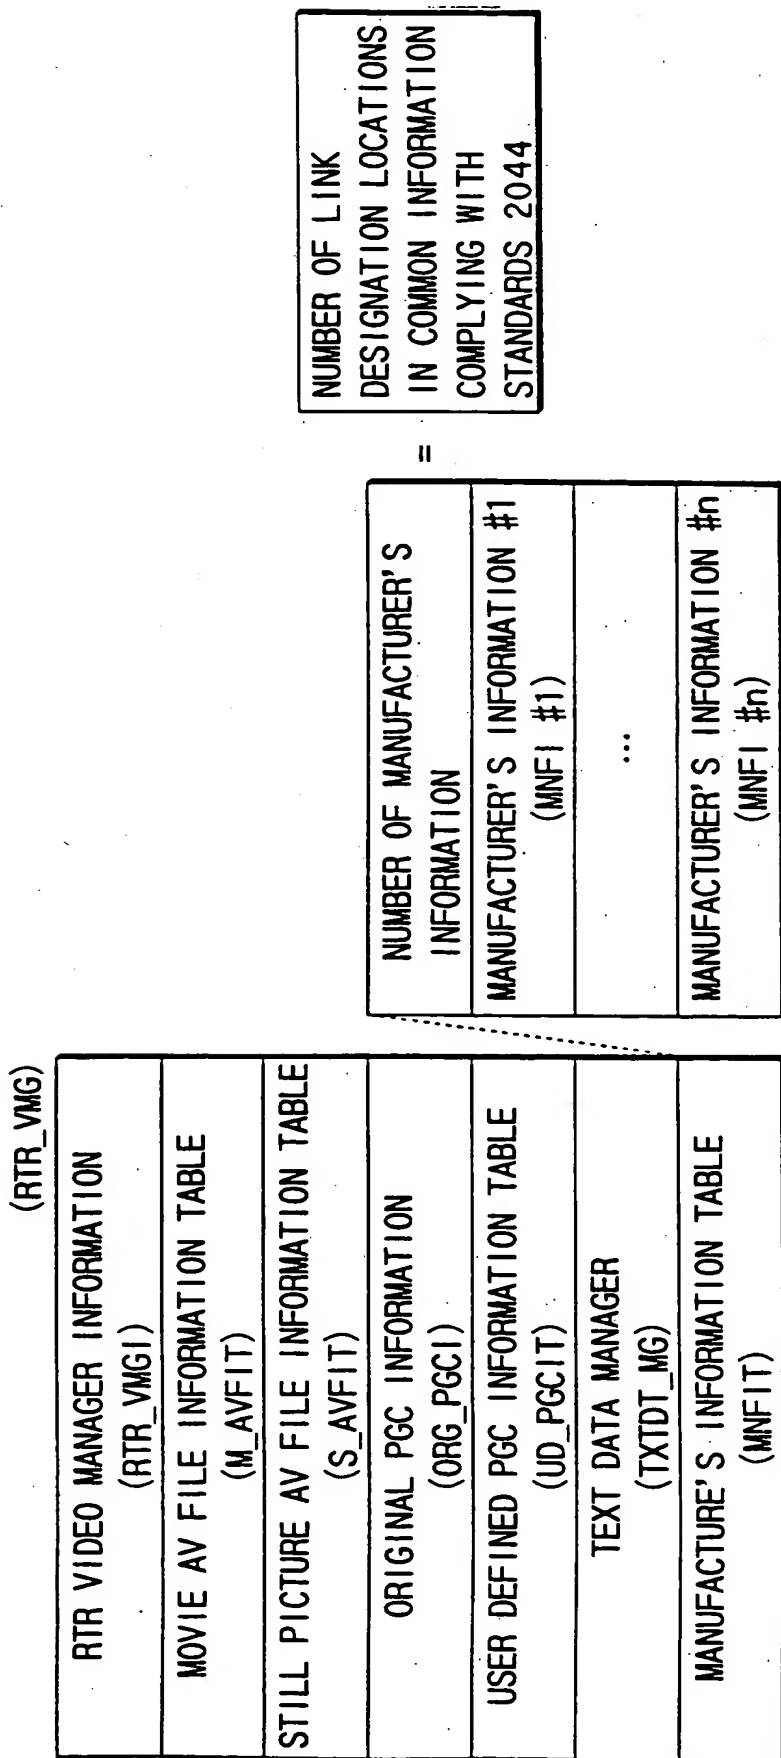 (RTR_VMG)
RTR VIDEO MANAGER INFORMATION
(RTR_VMGI)
MOVIE AV FILE INFORMATION TABLE
(M_AVFIT)
STILL PICTURE AV FILE INFORMATION TABLE
(S_AVFIT)
ORIGINAL PGC INFORMATION
(ORG_PGCI)
USER DEFINED PGC INFORMATION TABLE
(UD_PGCIT)
TEXT DATA MANAGER
(TXTDT_MG)
MANUFACTURE'S INFORMATION TABLE
(MNFIT)
NUMBER OF MANUFACTURER'S
INFORMATION
MANUFACTURER'S INFORMATION #1
(MNFI #1)
...
MANUFACTURER'S INFORMATION #n
(MNFI #n)
=
NUMBER OF LINK
DESIGNATION LOCATIONS
IN COMMON INFORMATION
COMPLYING WITH
STANDARDS 2044